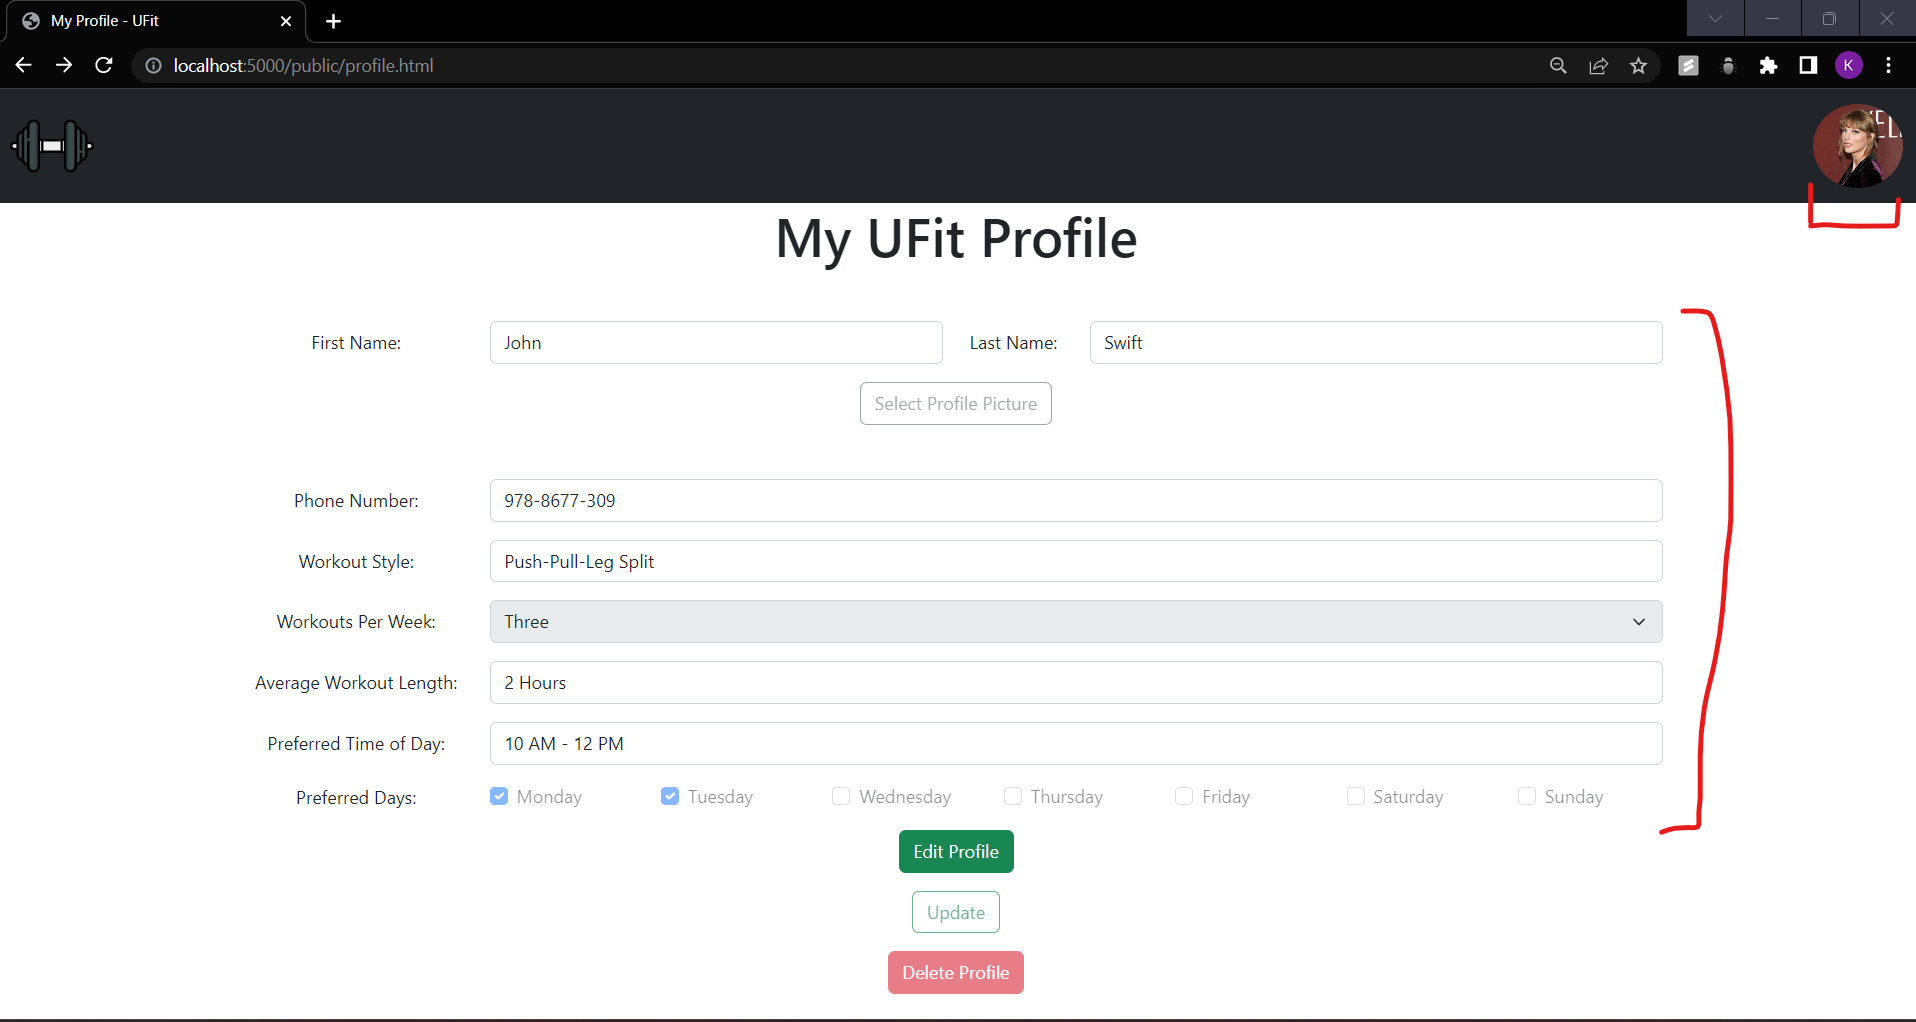 My Profile - UFit
localhost:5000/public/profile.html
K
EL
My UFit Profile
First Name: John Last Name: Swift
Select Profile Picture
Phone Number: 978-8677-309
Workout Style: Push-Pull-Leg Split
Workouts Per Week: Three
Average Workout Length: 2 Hours
Preferred Time of Day: 10 AM - 12 PM
Preferred Days: Monday Tuesday Wednesday Thursday Friday Saturday Sunday
Edit Profile
Update
Delete Profile